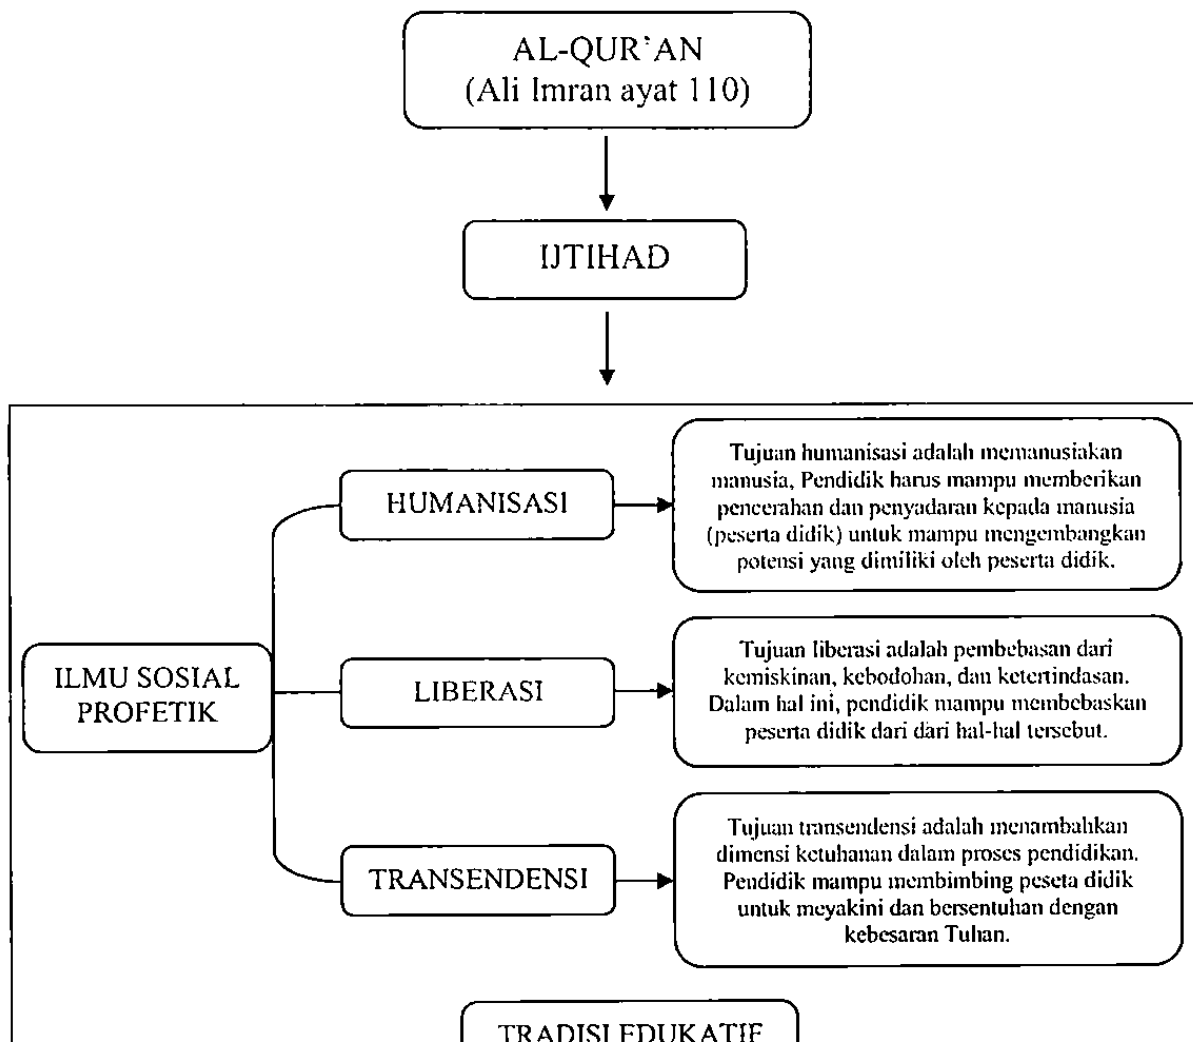 AL-QUR`AN
(Ali Imran ayat 110)
IJTIHAD
HUMANISASI
Tujuan humanisasi adalah memanusiakan
manusia, Pendidik harus mampu memberikan
pencerahan dan penyadaran kepada manusia
(peserta didik) untuk mampu mengembangkan
potensi yang dimiliki oleh peserta didik.
ILMU SOSIAL
PROFETIK
LIBERASI
Tujuan liberasi adalah pembebasan dari
kemiskinan, kebodohan, dan ketertindasan.
Dalam hal ini, pendidik mampu membebaskan
peserta didik dari dari hal-hal tersebut.
TRANSENDENSI
Tujuan transendensi adalah menambahkan
dimensi ketuhanan dalam proses pendidikan.
Pendidik mampu membimbing peseta didik
untuk meyakini dan bersentuhan dengan
kebesaran Tuhan.
TRADISI EDUKATIF